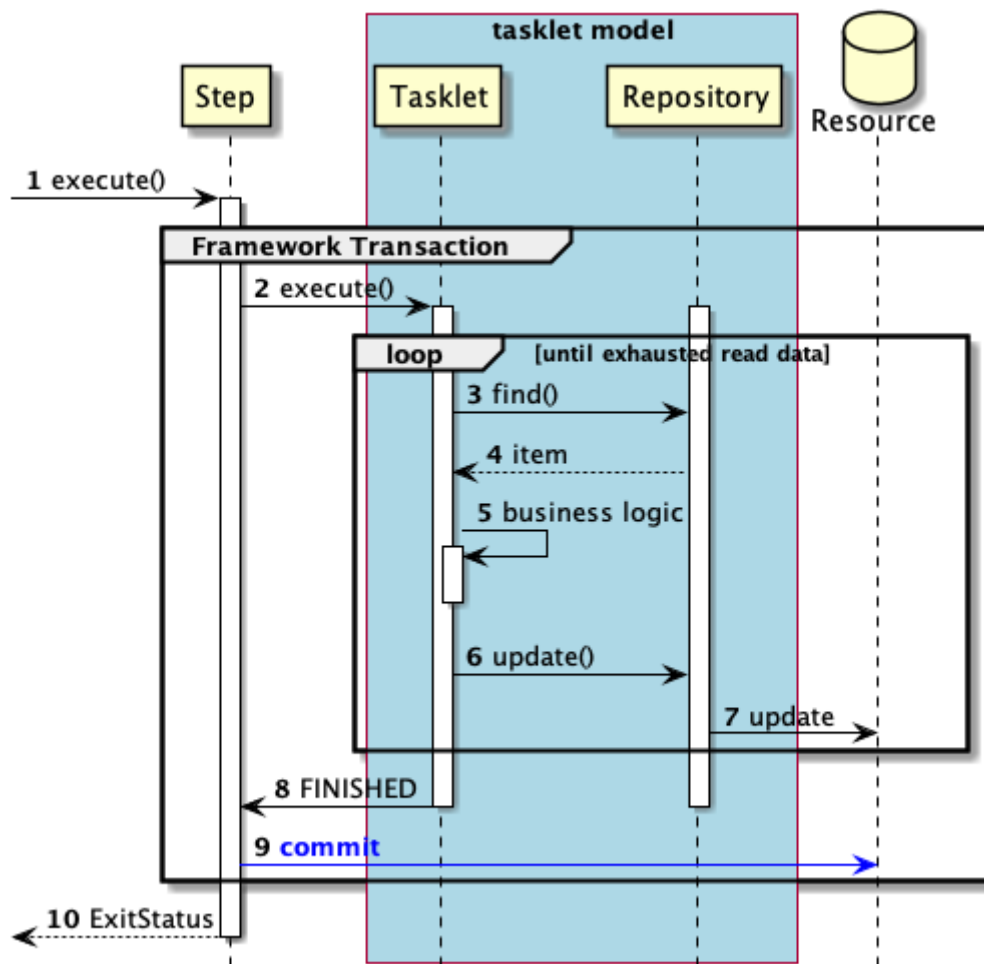 tasklet model
Step
Tasklet
Repository
Resource
1 execute()
Framework Transaction
2 execute()
loop
[until exhausted read data]
3 find()
4 item
5 business logic
6 update()
7 update
8 FINISHED
9 commit
10 ExitStatus